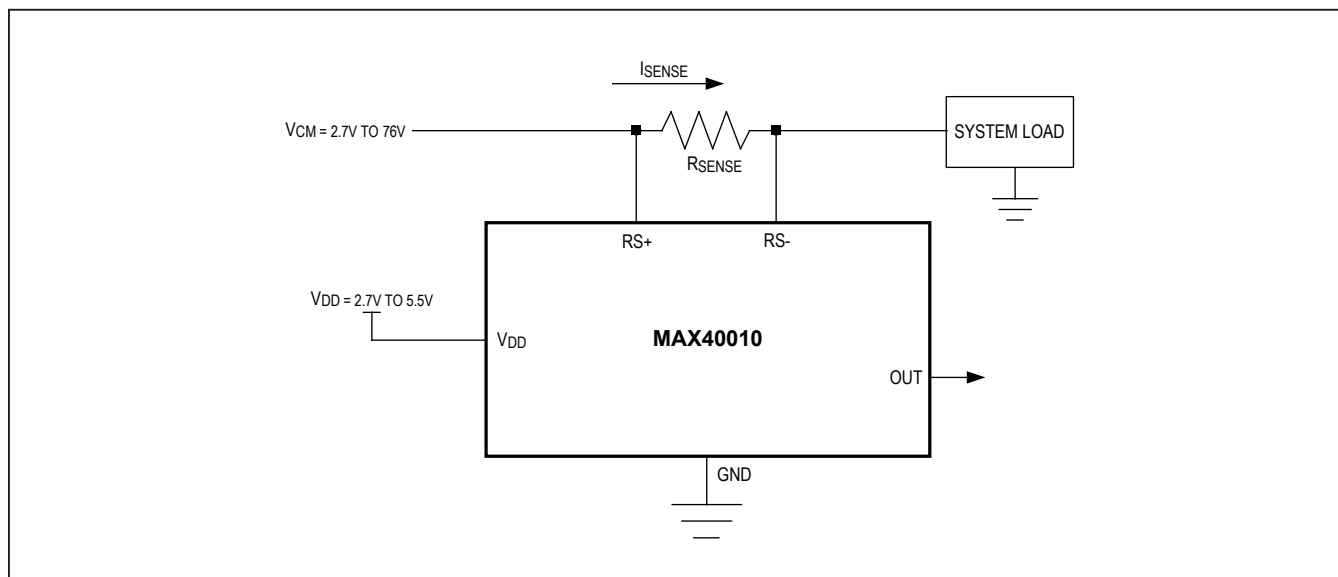 ISENSE
VCM = 2.7V TO 76V
RSENSE
SYSTEM LOAD
RS+
RS-
VDD = 2.7V TO 5.5V
VDD
MAX40010
OUT
GND